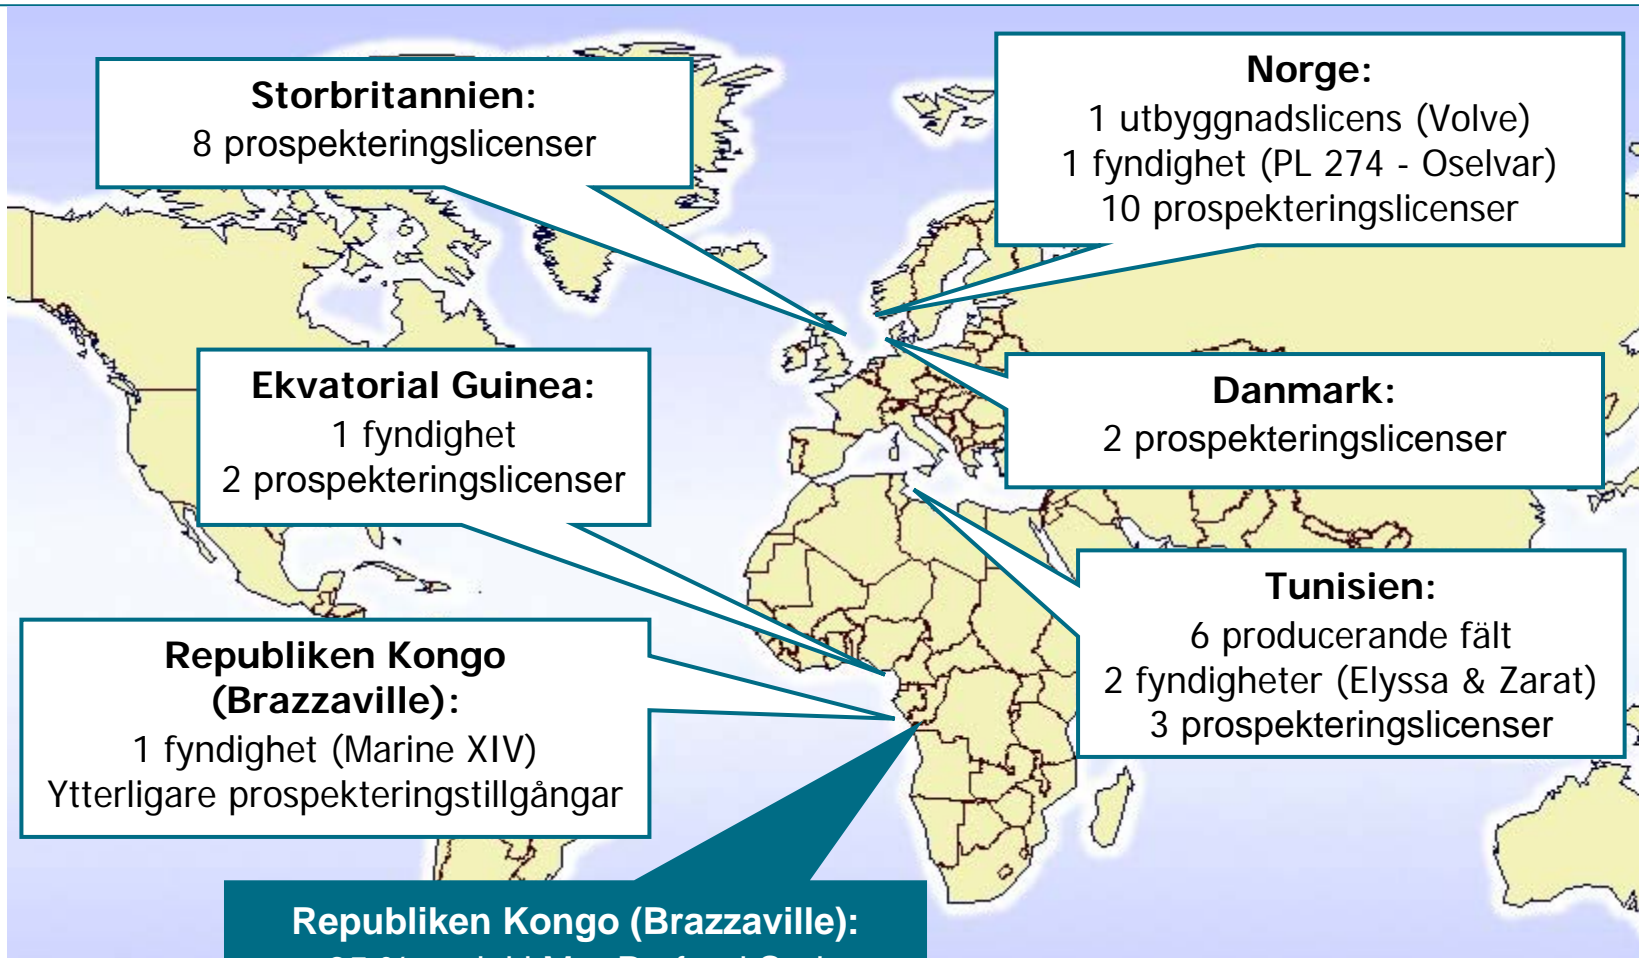 Storbritannien:
8 prospekteringslicenser
Norge:
1 utbyggnadslicens (Volve)
1 fyndighet (PL 274 - Oselvar)
10 prospekteringslicenser
Ekvatorial Guinea:
1 fyndighet
2 prospekteringslicenser
Danmark:
2 prospekteringslicenser
Tunisien:
6 producerande fält
2 fyndigheter (Elyssa & Zarat)
3 prospekteringslicenser
Republiken Kongo
(Brazzaville):
1 fyndighet (Marine XIV)
Ytterligare prospekteringstillgångar
Republiken Kongo (Brazzaville):